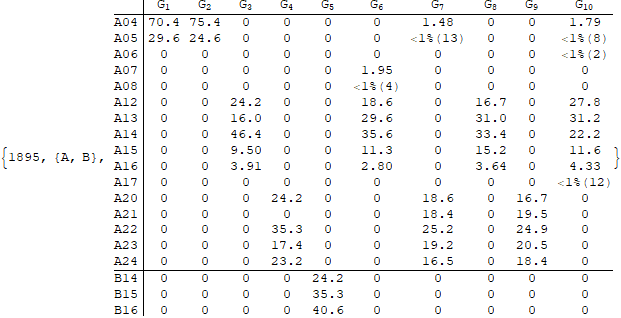 G₁ G₂ G₃ G₄ G₅ G₆ G₇ G₈ G₉ G₁₀
A04 70.4 75.4 0 0 0 0 1.48 0 0 1.79
A05 29.6 24.6 0 0 0 0 <1%(13) 0 0 <1%(8)
A06 0 0 0 0 0 0 0 0 0 <1%(2)
A07 0 0 0 0 0 1.95 0 0 0 0
A08 0 0 0 0 0 <1%(4) 0 0 0 0
A12 0 0 24.2 0 0 18.6 0 16.7 0 27.8
A13 0 0 16.0 0 0 29.6 0 31.0 0 31.2
A14 0 0 46.4 0 0 35.6 0 33.4 0 22.2
A15 0 0 9.50 0 0 11.3 0 15.2 0 11.6
{1895, {A, B}, A16 0 0 3.91 0 0 2.80 0 3.64 0 4.33 }
A17 0 0 0 0 0 0 0 0 0 <1%(12)
A20 0 0 0 24.2 0 0 18.6 0 16.7 0
A21 0 0 0 0 0 0 18.4 0 19.5 0
A22 0 0 0 35.3 0 0 25.2 0 24.9 0
A23 0 0 0 17.4 0 0 19.2 0 20.5 0
A24 0 0 0 23.2 0 0 16.5 0 18.4 0
B14 0 0 0 0 24.2 0 0 0 0 0
B15 0 0 0 0 35.3 0 0 0 0 0
B16 0 0 0 0 40.6 0 0 0 0 0